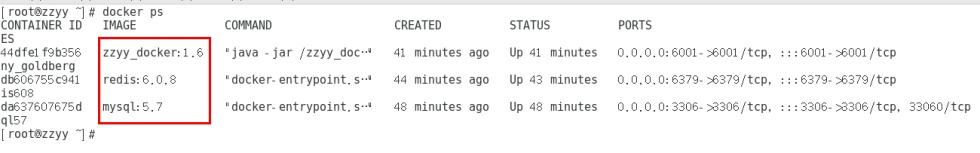 [root@zzyy ~]# docker ps
CONTAINER ID IMAGE COMMAND CREATED STATUS PORTS
ES
44dfe1f9b356 zzyy_docker:1.6 "java -jar /zzyy_doc…" 41 minutes ago Up 41 minutes 0.0.0.0:6001->6001/tcp, :::6001->6001/tcp
ny_goldberg
db606755c941 redis:6.0.8 "docker-entrypoint.s…" 44 minutes ago Up 43 minutes 0.0.0.0:6379->6379/tcp, :::6379->6379/tcp
is608
da637607675d mysql:5.7 "docker-entrypoint.s…" 48 minutes ago Up 48 minutes 0.0.0.0:3306->3306/tcp, :::3306->3306/tcp, 33060/tcp
ql57
[root@zzyy ~]#